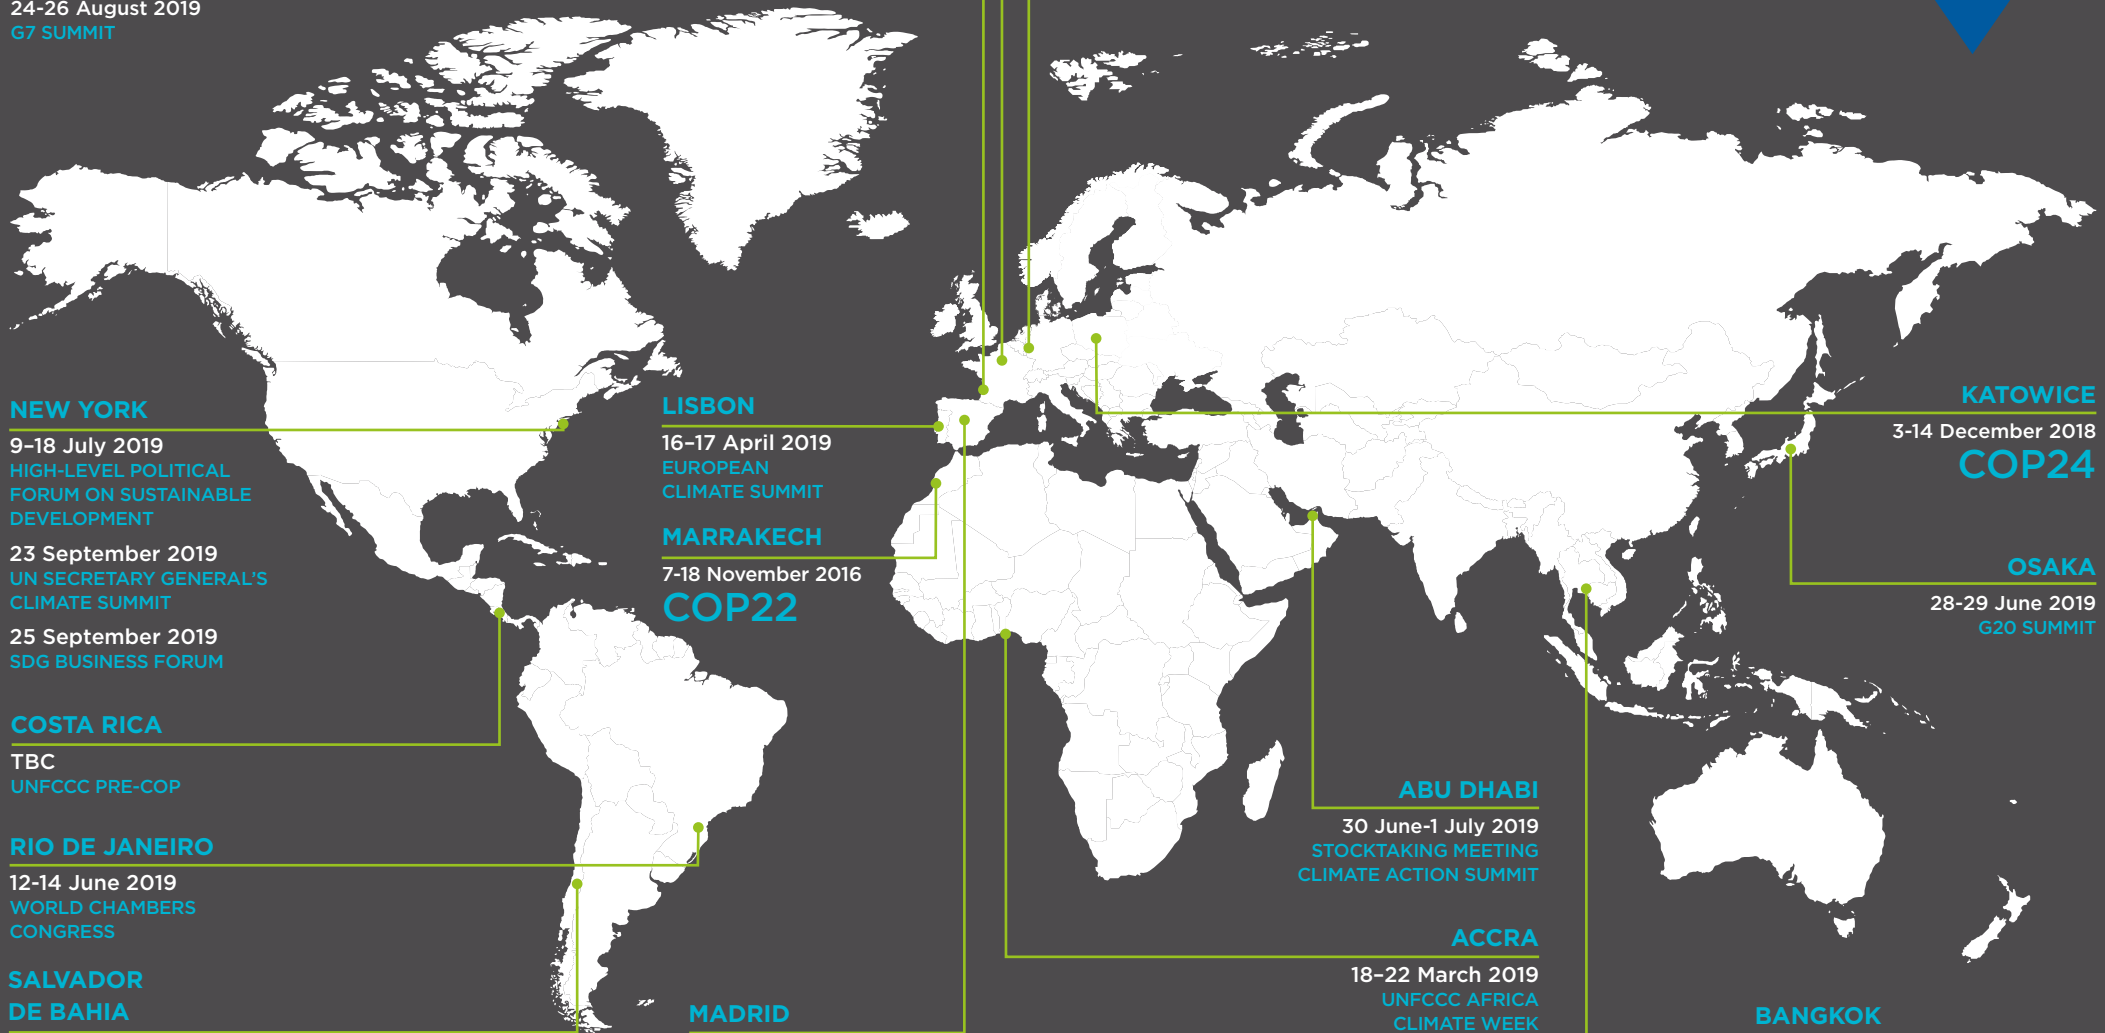 24-26 August 2019
G7 SUMMIT
NEW YORK
9–18 July 2019
HIGH-LEVEL POLITICAL
FORUM ON SUSTAINABLE
DEVELOPMENT
23 September 2019
UN SECRETARY GENERAL'S
CLIMATE SUMMIT
25 September 2019
SDG BUSINESS FORUM
COSTA RICA
TBC
UNFCCC PRE-COP
RIO DE JANEIRO
12-14 June 2019
WORLD CHAMBERS
CONGRESS
SALVADOR
DE BAHIA
LISBON
16–17 April 2019
EUROPEAN
CLIMATE SUMMIT
MARRAKECH
7-18 November 2016
COP22
MADRID
KATOWICE
3-14 December 2018
COP24
OSAKA
28-29 June 2019
G20 SUMMIT
ABU DHABI
30 June-1 July 2019
STOCKTAKING MEETING
CLIMATE ACTION SUMMIT
ACCRA
18–22 March 2019
UNFCCC AFRICA
CLIMATE WEEK
BANGKOK